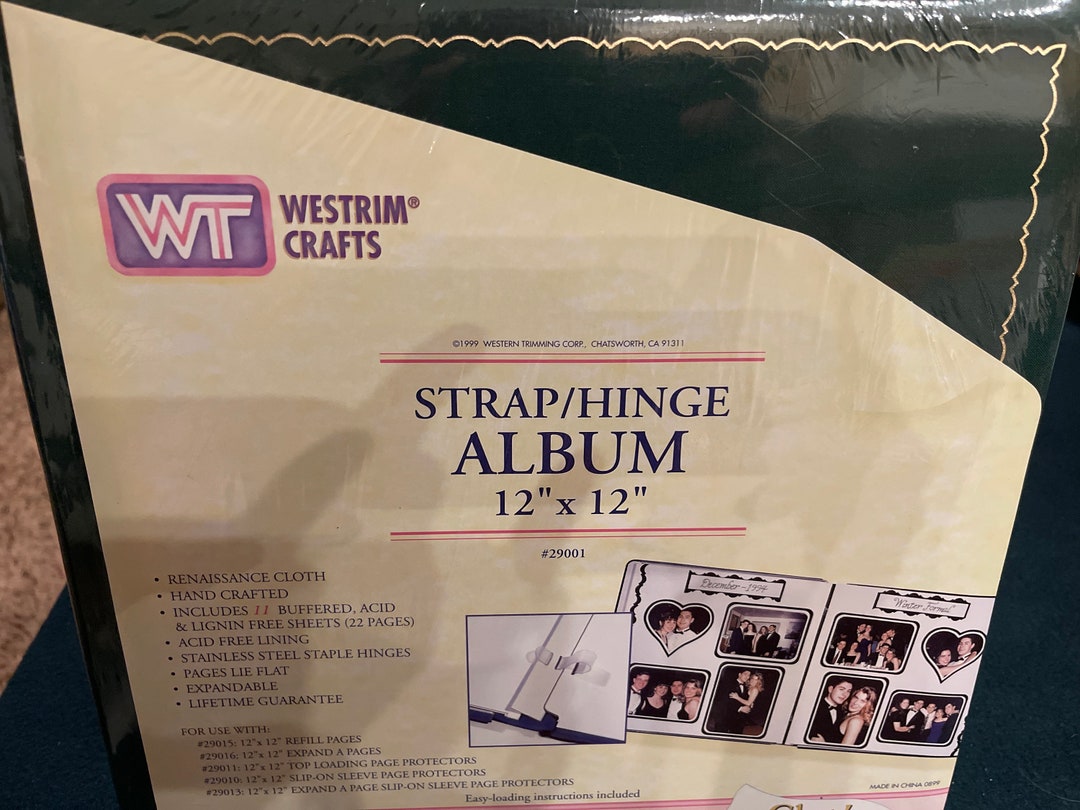 WT WESTRIM®
CRAFTS
©1999 WESTERN TRIMMING CORP., CHATSWORTH, CA 91311
STRAP/HINGE
ALBUM
12" x 12"
#29001
• RENAISSANCE CLOTH
• HAND CRAFTED
• INCLUDES 11 BUFFERED, ACID
& LIGNIN FREE SHEETS (22 PAGES)
• ACID FREE LINING
• STAINLESS STEEL STAPLE HINGES
• PAGES LIE FLAT
• EXPANDABLE
• LIFETIME GUARANTEE
December - 1994
"Winter Formal"
FOR USE WITH:
#29015: 12"x 12" REFILL PAGES
#29016: 12"x 12" EXPAND A PAGES
#29011: 12"x 12" TOP LOADING PAGE PROTECTORS
#29010: 12"x 12" SLIP-ON SLEEVE PAGE PROTECTORS
#29013: 12"x 12" EXPAND A PAGE SLIP-ON SLEEVE PAGE PROTECTORS
Easy-loading instructions included
MADE IN CHINA 0899